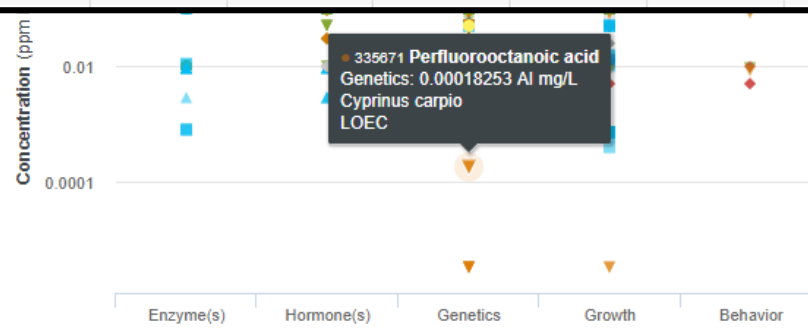 Concentration (ppm
0.01
0.0001
335671 Perfluorooctanoic acid
Genetics: 0.00018253 AI mg/L
Cyprinus carpio
LOEC
Enzyme(s) Hormone(s) Genetics Growth Behavior